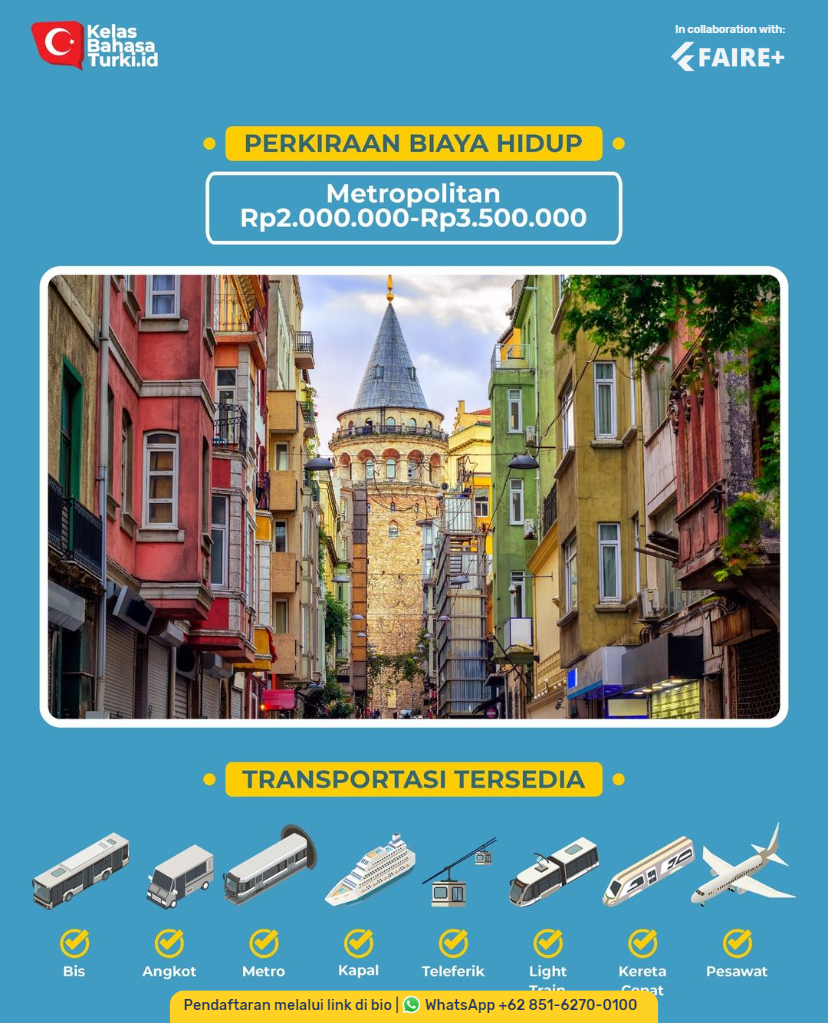 Kelas
Bahasa
Turki.id
In collaboration with:
FAIRE+
PERKIRAAN BIAYA HIDUP
Metropolitan
Rp2.000.000-Rp3.500.000
TRANSPORTASI TERSEDIA
Bis
Angkot
Metro
Kapal
Teleferik
Light
Train
Kereta
Cepat
Pesawat
Pendaftaran melalui link di bio | WhatsApp +62 851-6270-0100